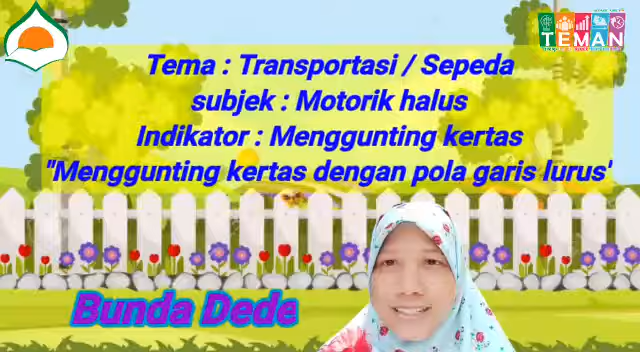 TEMAN
Tema : Transportasi / Sepeda
subjek : Motorik halus
Indikator : Menggunting kertas
"Menggunting kertas dengan pola garis lurus'
Bunda Dede